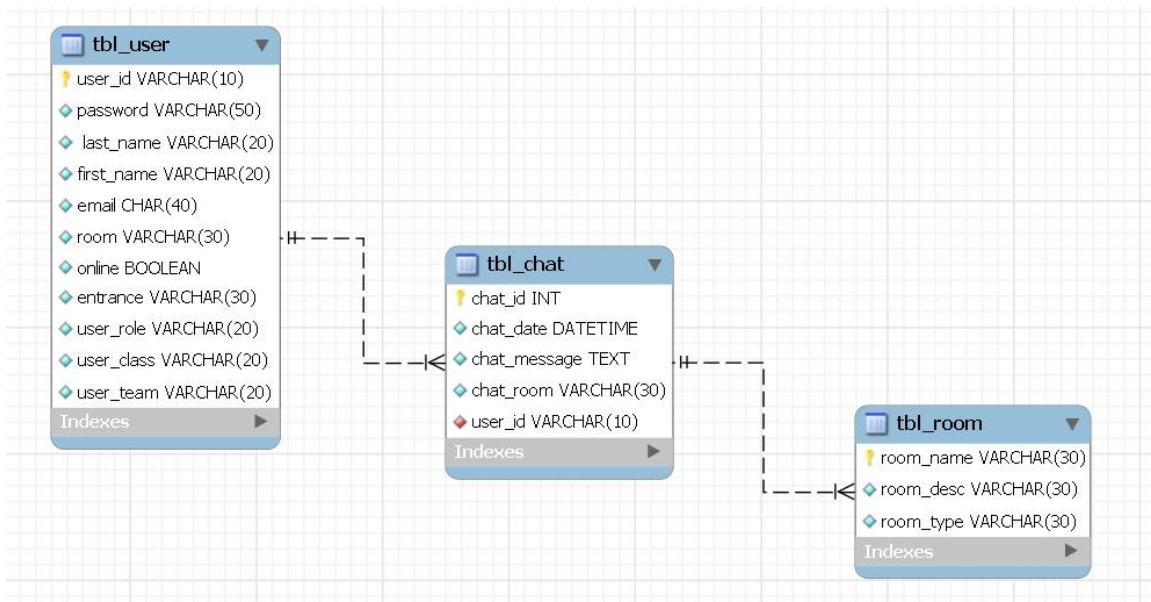 tbl_user
user_id VARCHAR(10)
password VARCHAR(50)
last_name VARCHAR(20)
first_name VARCHAR(20)
email CHAR(40)
room VARCHAR(30)
online BOOLEAN
entrance VARCHAR(30)
user_role VARCHAR(20)
user_class VARCHAR(20)
user_team VARCHAR(20)
Indexes
tbl_chat
chat_id INT
chat_date DATETIME
chat_message TEXT
chat_room VARCHAR(30)
user_id VARCHAR(10)
Indexes
tbl_room
room_name VARCHAR(30)
room_desc VARCHAR(30)
room_type VARCHAR(30)
Indexes